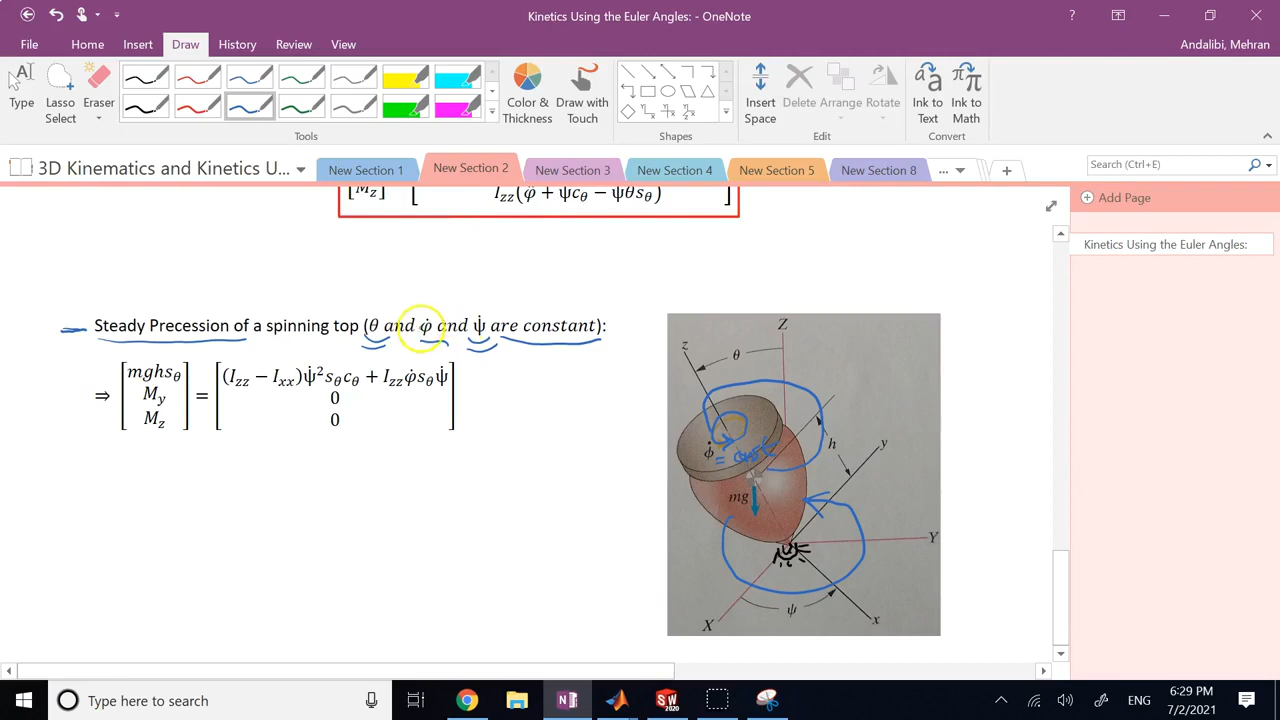 Kinetics Using the Euler Angles: - OneNote
File Home Insert Draw History Review View
Andalibi, Mehran
Type
Lasso Select
Eraser
Color & Thickness
Draw with Touch
Insert Space
Delete
Arrange
Rotate
Ink to Text
Ink to Math
Tools
Shapes
Edit
Convert
3D Kinematics and Kinetics U...
New Section 1
New Section 2
New Section 3
New Section 4
New Section 5
New Section 8
...
Search (Ctrl+E)
Add Page
Kinetics Using the Euler Angles:
[M_z] [ I_zz(φ̈ + ψ̈c_θ − ψ̇θ̇s_θ) ]
Steady Precession of a spinning top (θ and φ̇ and ψ̇ are constant):
⇒ [mghs_θ M_y M_z] = [(I_zz − I_xx)ψ̇²s_θc_θ + I_zzφ̇s_θψ̇ 0 0]
Z
z
θ
h
y
φ̇
= const
mg
Y
ψ
X
x
Type here to search
ENG
6:29 PM
7/2/2021